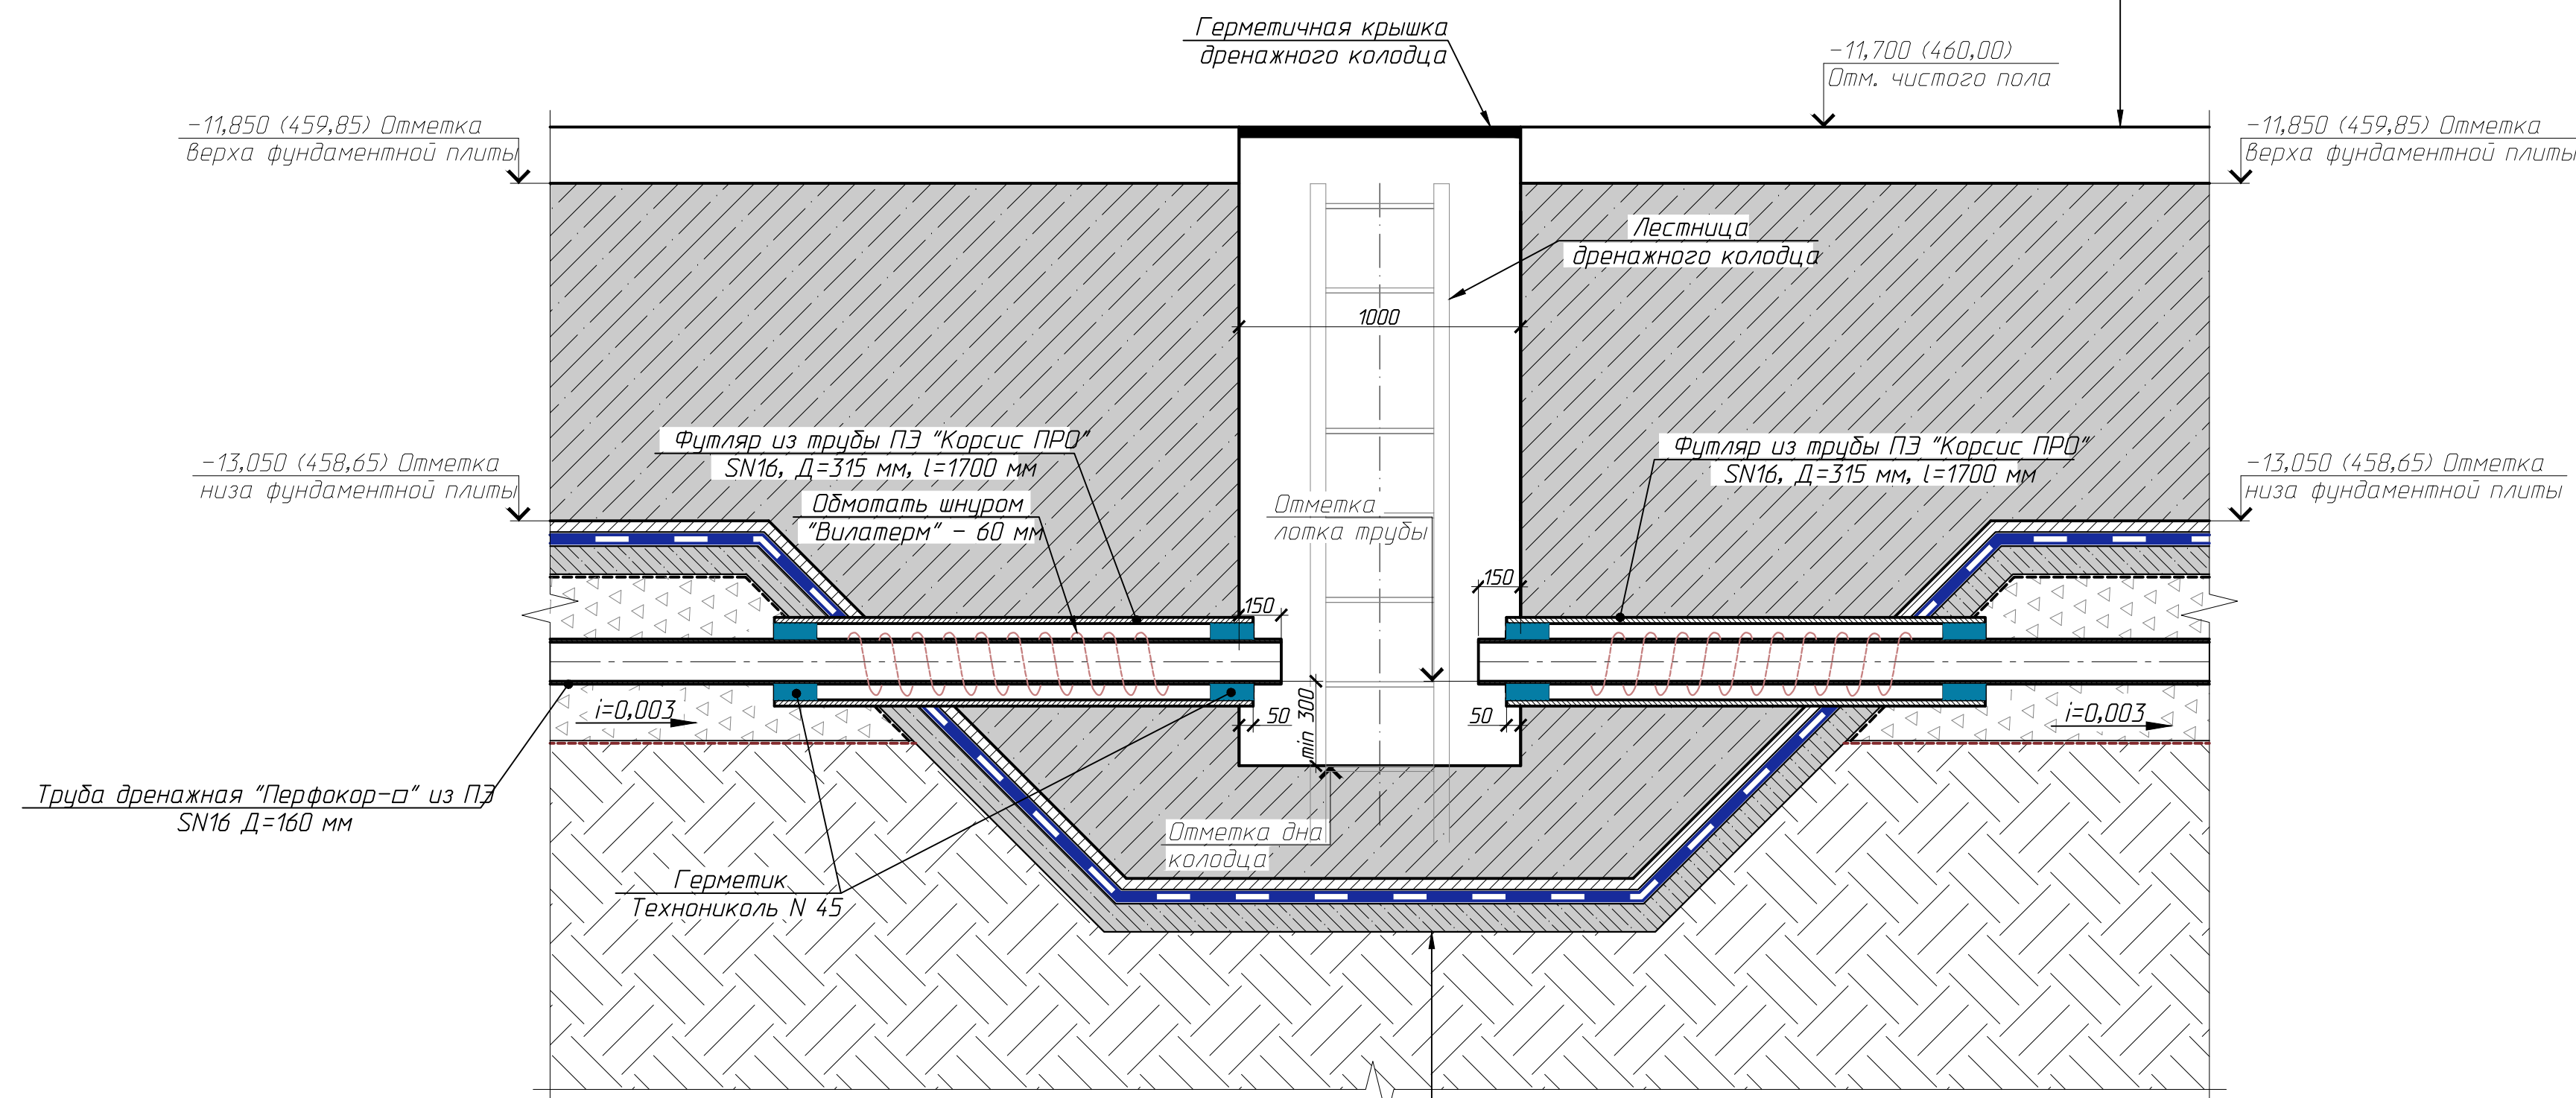 Герметичная крышка
дренажного колодца
-11,700 (460,00)
Отм. чистого пола
-11,850 (459,85) Отметка
верха фундаментной плиты
-11,850 (459,85) Отметка
верха фундаментной плиты
Лестница
дренажного колодца
1000
Футляр из трубы ПЭ "Корсис ПРО"
SN16, Д=315 мм, l=1700 мм
Футляр из трубы ПЭ "Корсис ПРО"
SN16, Д=315 мм, l=1700 мм
-13,050 (458,65) Отметка
низа фундаментной плиты
-13,050 (458,65) Отметка
низа фундаментной плиты
Обмотать шнуром
"Вилатерм" - 60 мм
Отметка
лотка трубы
150
150
i=0,003
50
min 300
50
i=0,003
Труба дренажная "Перфокор-□" из ПЭ
SN16 Д=160 мм
Отметка дна
колодца
Герметик
Технониколь N 45